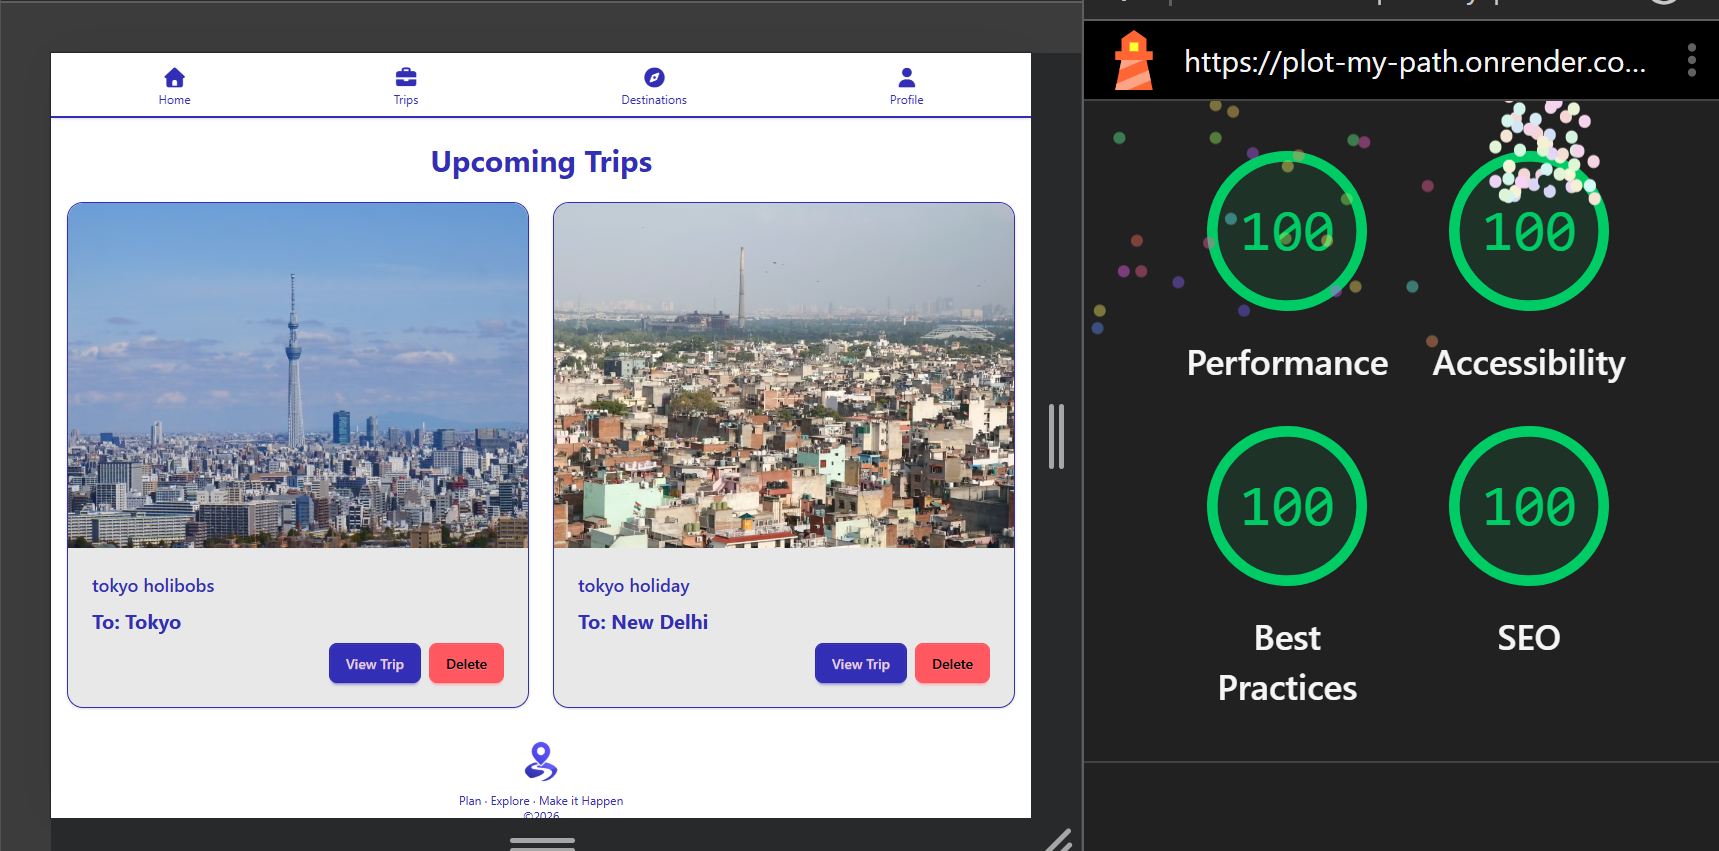 Home
Trips
Destinations
Profile
Upcoming Trips
tokyo holibobs
To: Tokyo
View Trip
Delete
tokyo holiday
To: New Delhi
View Trip
Delete
Plan · Explore · Make it Happen
©2026
https://plot-my-path.onrender.co...
100
Performance
100
Accessibility
100
Best
Practices
100
SEO